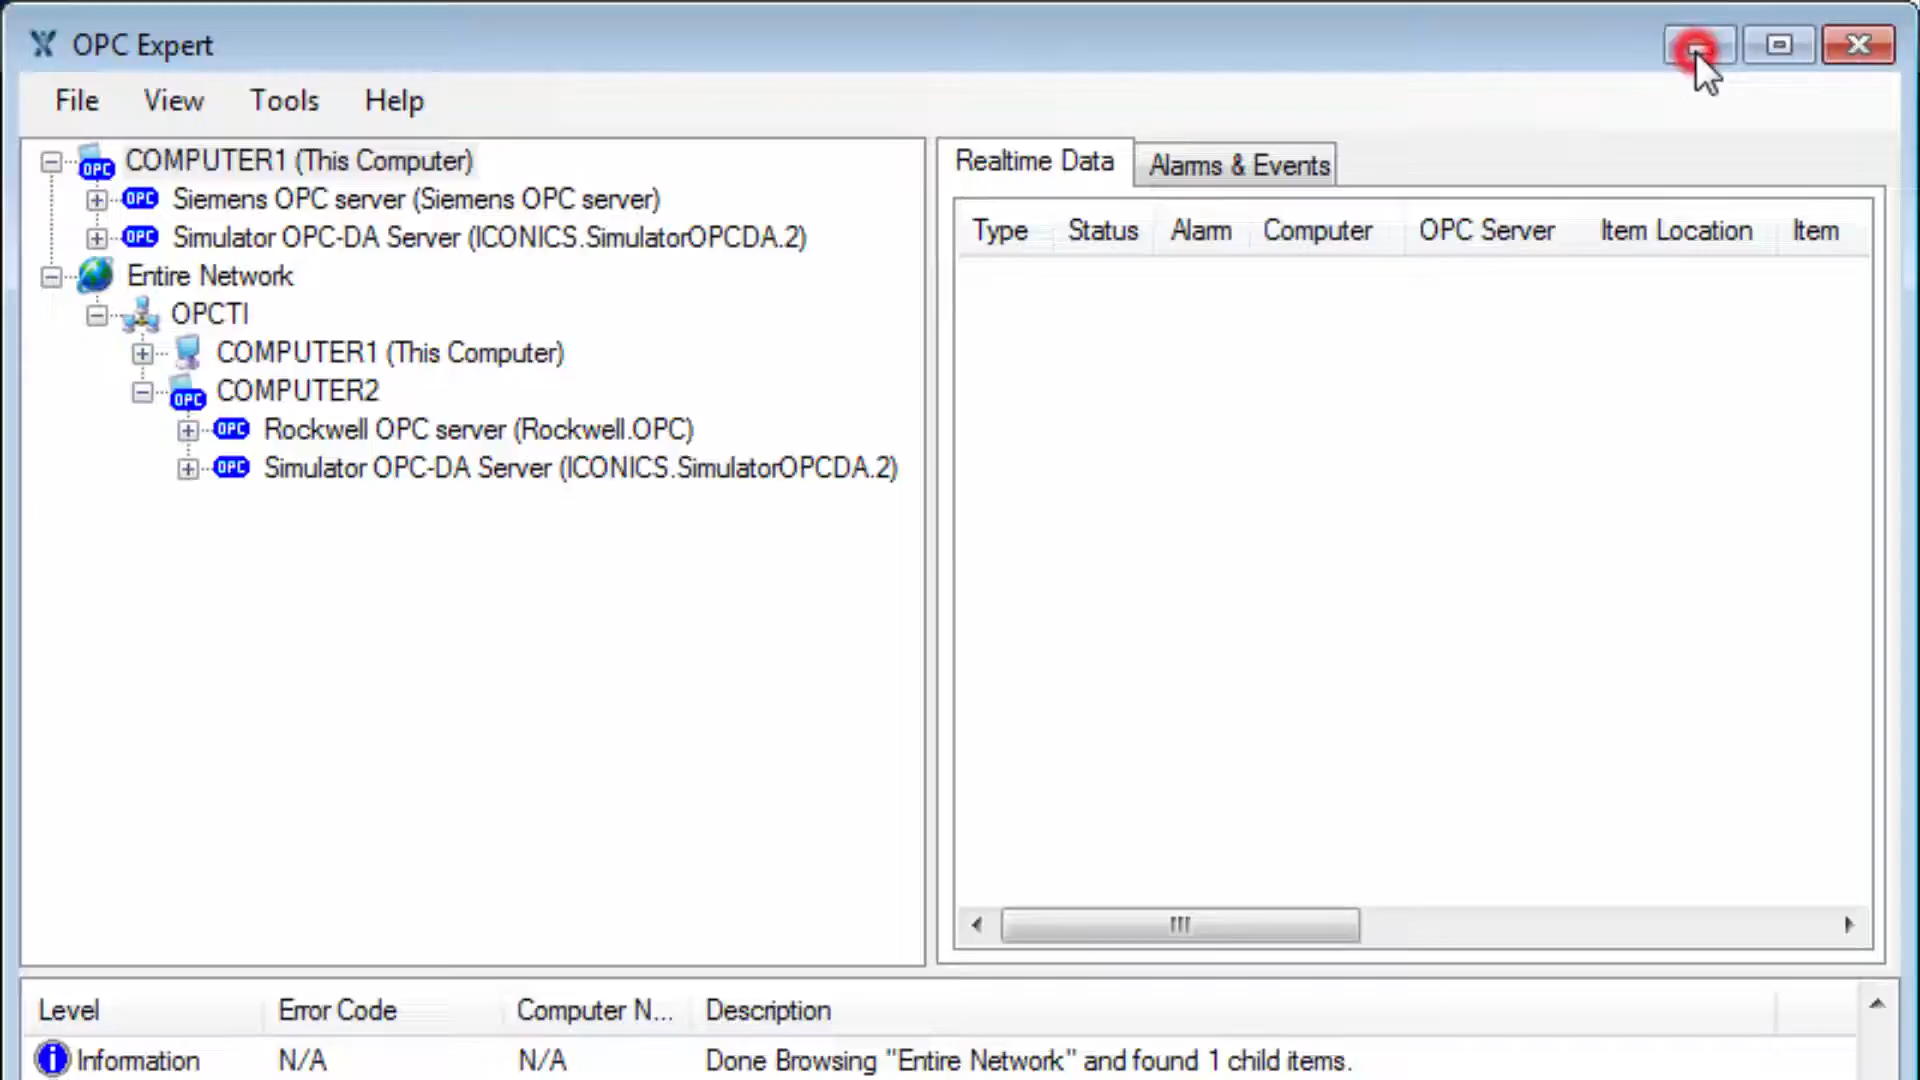 OPC Expert
File View Tools Help
COMPUTER1 (This Computer)
OPC
OPC Siemens OPC server (Siemens OPC server)
OPC Simulator OPC-DA Server (ICONICS.SimulatorOPCDA.2)
Entire Network
OPCTI
COMPUTER1 (This Computer)
COMPUTER2
OPC
OPC Rockwell OPC server (Rockwell.OPC)
OPC Simulator OPC-DA Server (ICONICS.SimulatorOPCDA.2)
Realtime Data Alarms & Events
Type Status Alarm Computer OPC Server Item Location Item
Level Error Code Computer N... Description
Information N/A N/A Done Browsing "Entire Network" and found 1 child items.